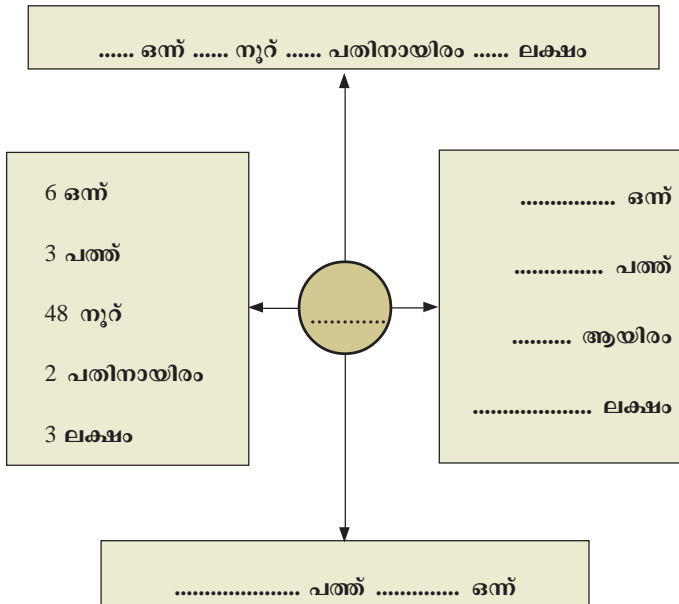 ...... ഒന്ന് ...... നൂറ് ...... പതിനായിരം ...... ലക്ഷം
6 ഒന്ന്
3 പത്ത്
48 നൂറ്
2 പതിനായിരം
3 ലക്ഷം
...........
................ ഒന്ന്
............... പത്ത്
.......... ആയിരം
.................... ലക്ഷം
..................... പത്ത് .............. ഒന്ന്